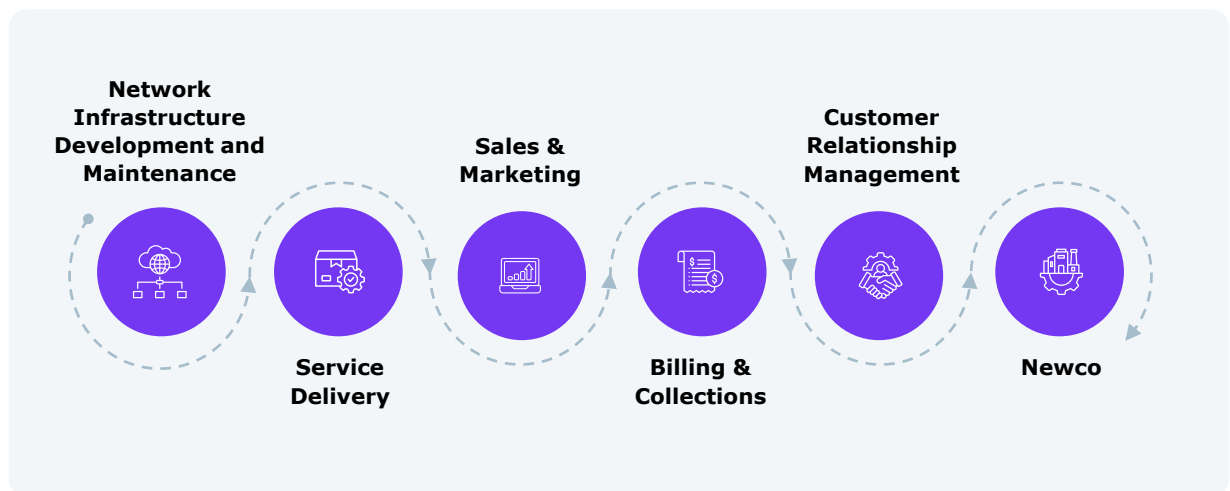 Network
Infrastructure
Development and
Maintenance
Service
Delivery
Sales &
Marketing
Billing &
Collections
Customer
Relationship
Management
Newco